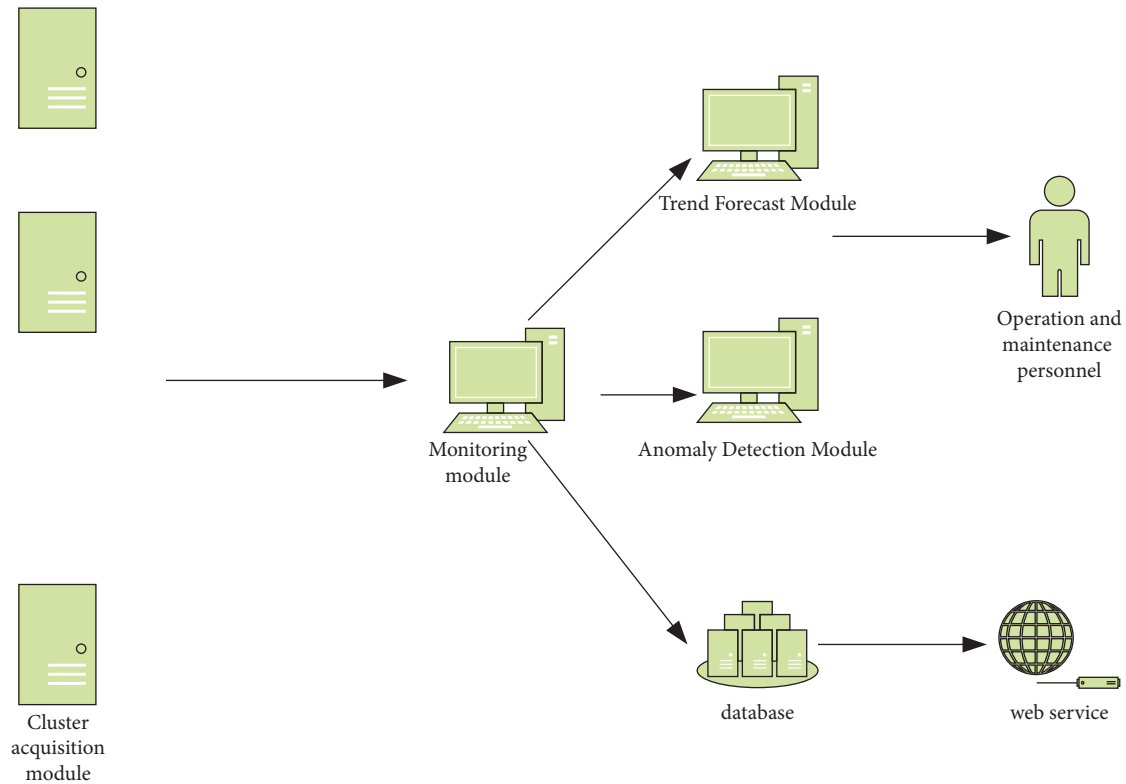 Trend Forecast Module
Operation and
maintenance
personnel
Monitoring
module
Anomaly Detection Module
database
web service
Cluster
acquisition
module